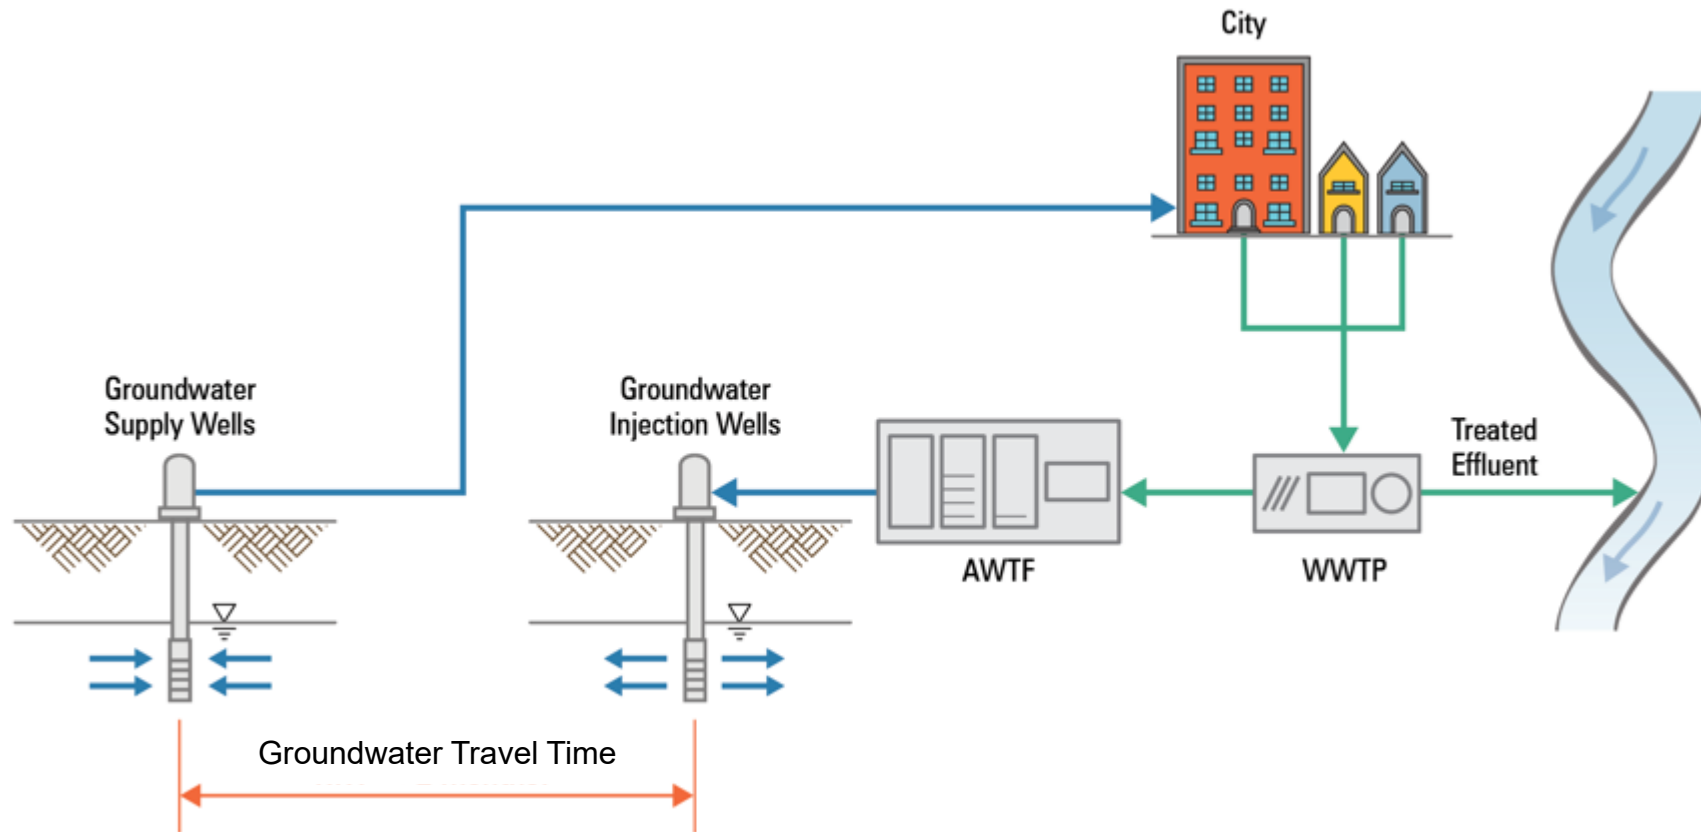 City
Groundwater
Supply Wells
Groundwater
Injection Wells
Treated
Effluent
AWTF
WWTP
Groundwater Travel Time